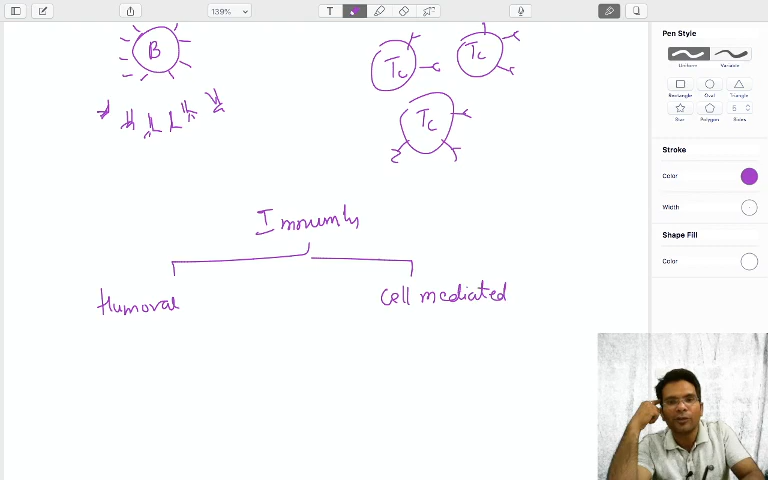 139%
T
Pen Style
Uniform
Variable
Rectangle
Oval
Triangle
Star
Polygon
6
Sides
Stroke
Color
Width
Shape Fill
Color
B
Tc
Tc
Tc
Immunity
Humoral
Cell mediated